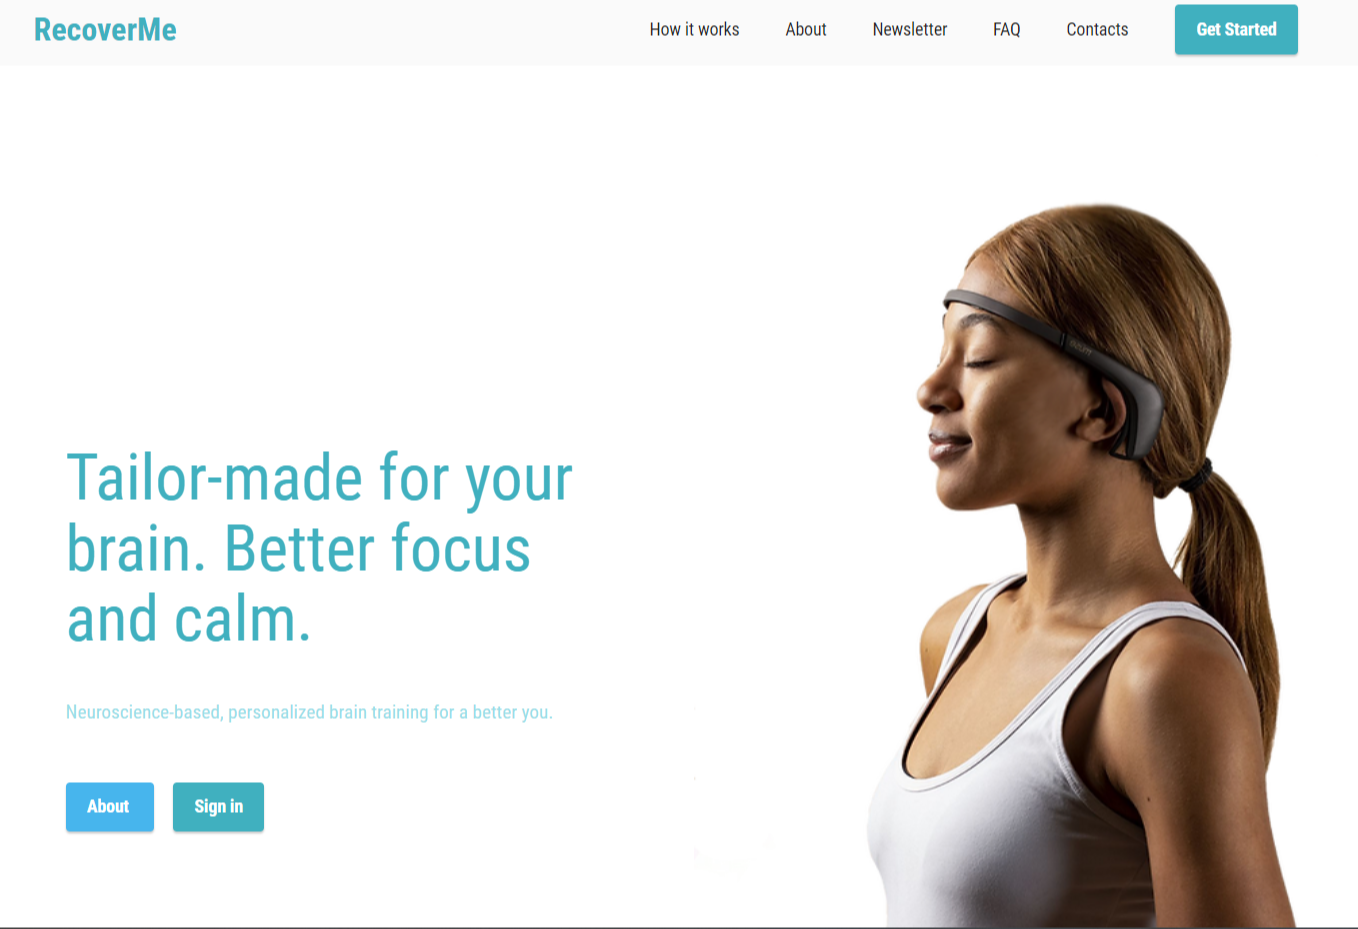 RecoverMe
How it works
About
Newsletter
FAQ
Contacts
Get Started
Tailor-made for your
brain. Better focus
and calm.
Neuroscience-based, personalized brain training for a better you.
About
Sign in